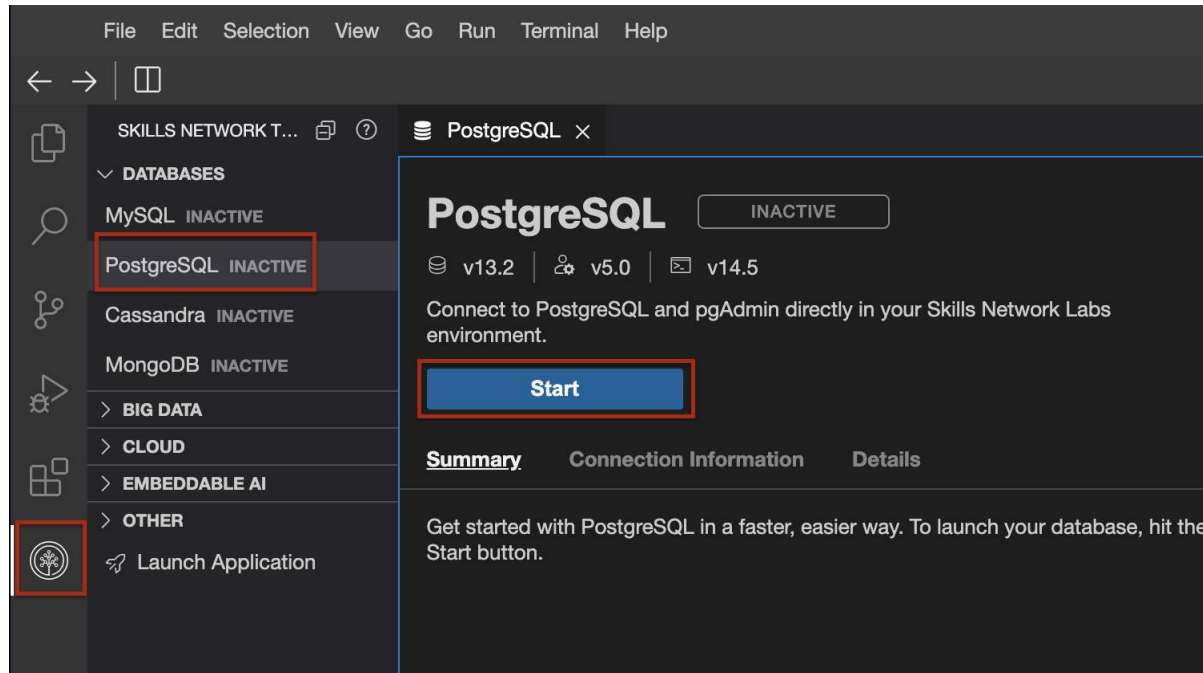 File Edit Selection View Go Run Terminal Help
SKILLS NETWORK T...
PostgreSQL
DATABASES
MySQL INACTIVE
PostgreSQL INACTIVE
Cassandra INACTIVE
MongoDB INACTIVE
BIG DATA
CLOUD
EMBEDDABLE AI
OTHER
Launch Application
PostgreSQL INACTIVE
v13.2 v5.0 v14.5
Connect to PostgreSQL and pgAdmin directly in your Skills Network Labs
environment.
Start
Summary Connection Information Details
Get started with PostgreSQL in a faster, easier way. To launch your database, hit the
Start button.